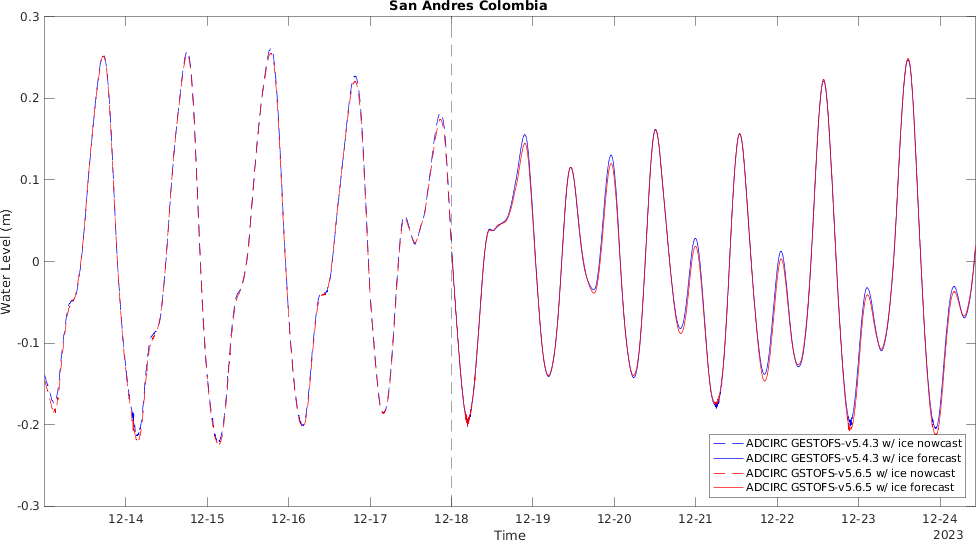 San Andres Colombia
0.3
0.2
0.1
0
-0.1
-0.2
-0.3
Water Level (m)
12-14
12-15
12-16
12-17
12-18
12-19
12-20
12-21
12-22
12-23
12-24
Time
2023
ADCIRC GESTOFS-v5.4.3 w/ ice nowcast
ADCIRC GESTOFS-v5.4.3 w/ ice forecast
ADCIRC GSTOFS-v5.6.5 w/ ice nowcast
ADCIRC GSTOFS-v5.6.5 w/ ice forecast